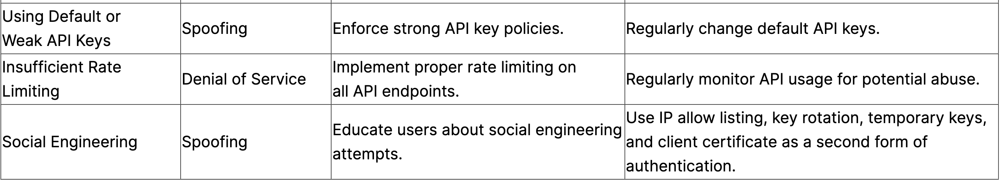 Using Default or
Weak API Keys
Spoofing
Enforce strong API key policies.
Regularly change default API keys.
Insufficient Rate
Limiting
Denial of Service
Implement proper rate limiting on
all API endpoints.
Regularly monitor API usage for potential abuse.
Social Engineering
Spoofing
Educate users about social engineering
attempts.
Use IP allow listing, key rotation, temporary keys,
and client certificate as a second form of
authentication.